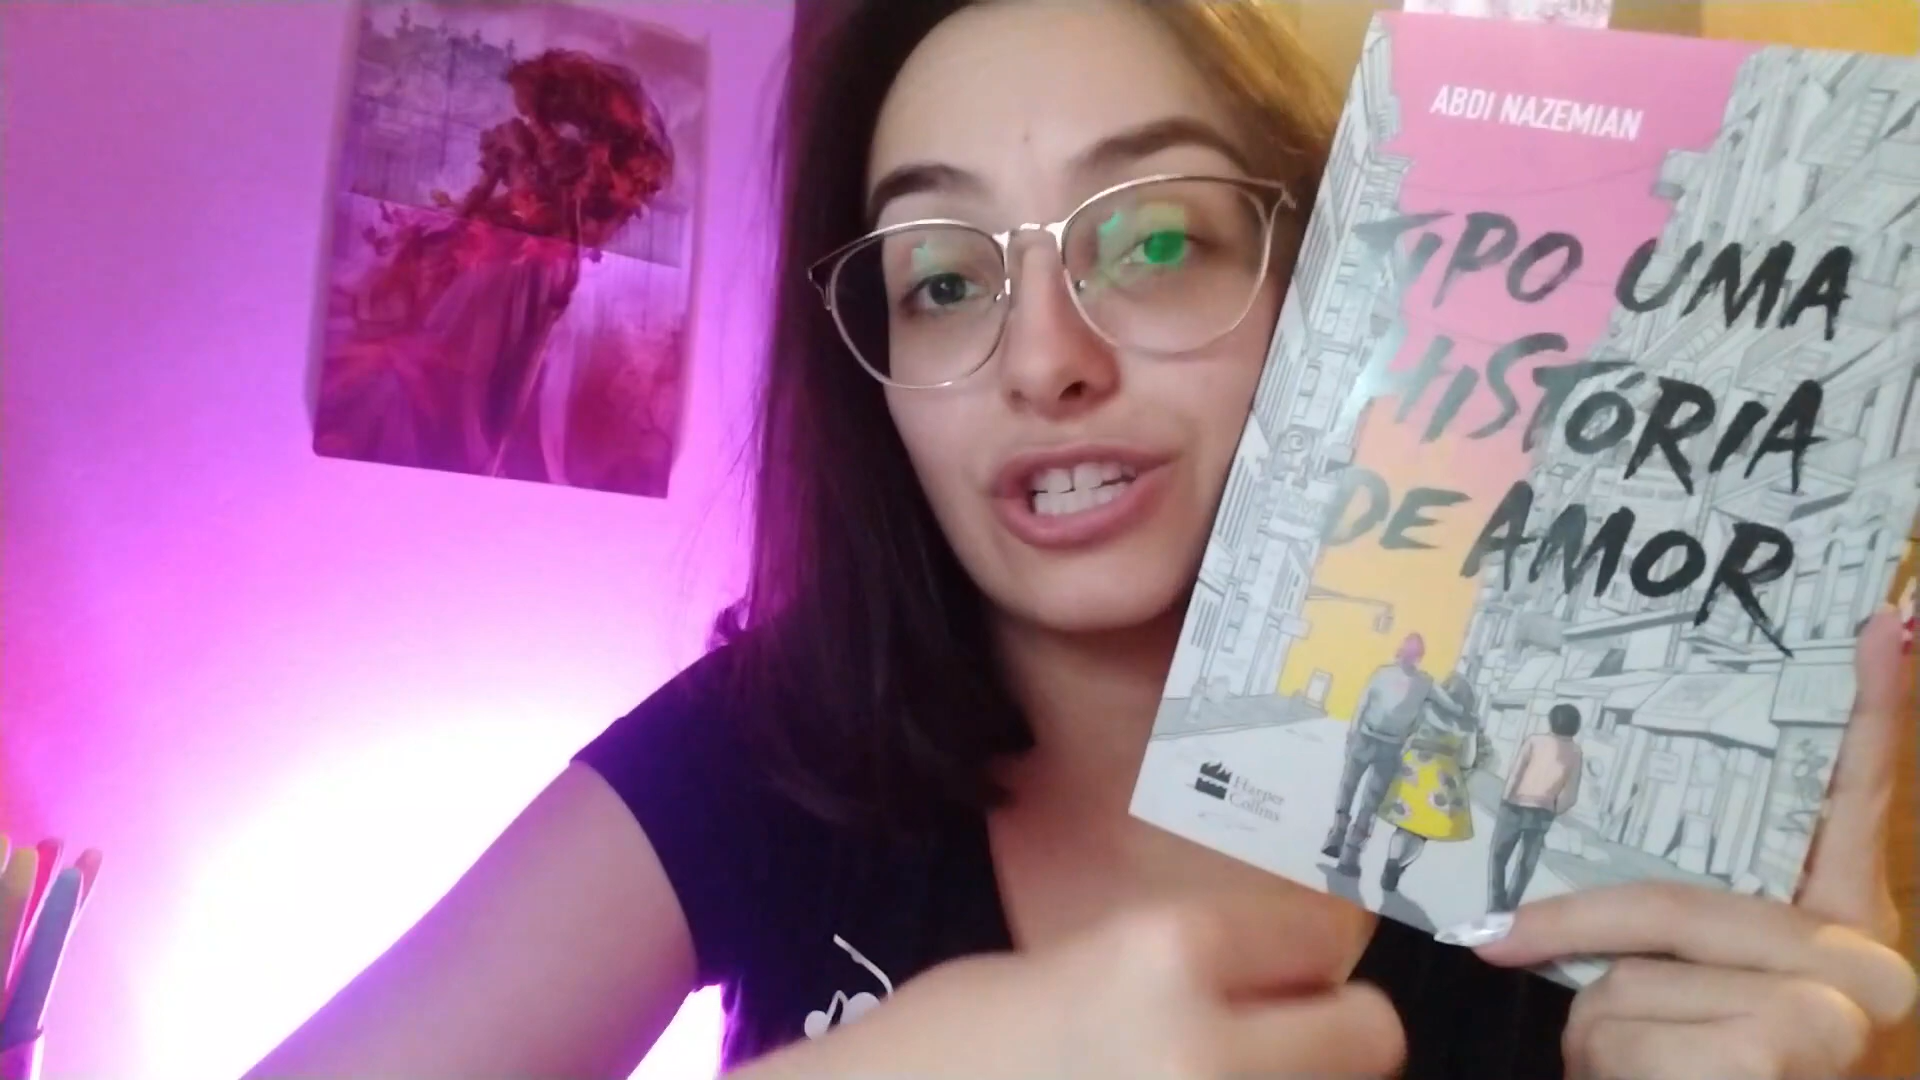 ABDI NAZEMIAN
TIPO UMA
HISTÓRIA
DE AMOR
Harper
Collins